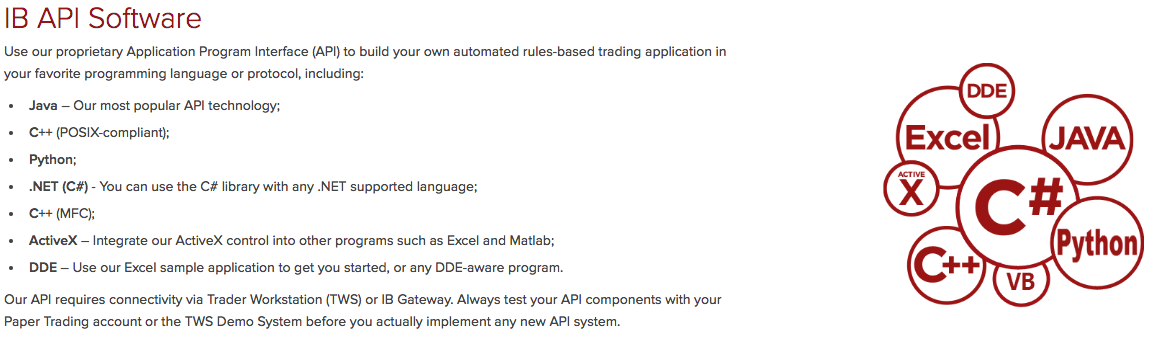 IB API Software
Use our proprietary Application Program Interface (API) to build your own automated rules-based trading application in
your favorite programming language or protocol, including:
• Java – Our most popular API technology;
• C++ (POSIX-compliant);
• Python;
• .NET (C#) - You can use the C# library with any .NET supported language;
• C++ (MFC);
• ActiveX – Integrate our ActiveX control into other programs such as Excel and Matlab;
• DDE – Use our Excel sample application to get you started, or any DDE-aware program.
Our API requires connectivity via Trader Workstation (TWS) or IB Gateway. Always test your API components with your
Paper Trading account or the TWS Demo System before you actually implement any new API system.
DDE
Excel
JAVA
ACTIVE
X
C#
Python
C++
VB